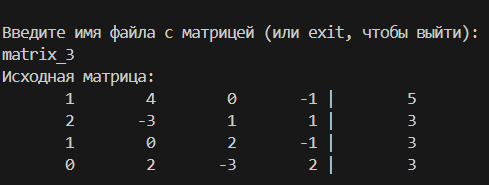 Введите имя файла с матрицей (или exit, чтобы выйти):
matrix_3
Исходная матрица:
1 4 0 -1 | 5
2 -3 1 1 | 3
1 0 2 -1 | 3
0 2 -3 2 | 3